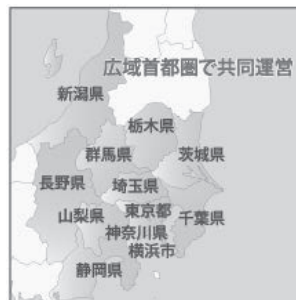 広域首都圏で共同運営
新潟県
栃木県
群馬県
茨城県
長野県
埼玉県
山梨県
東京都
千葉県
神奈川県
横浜市
静岡県